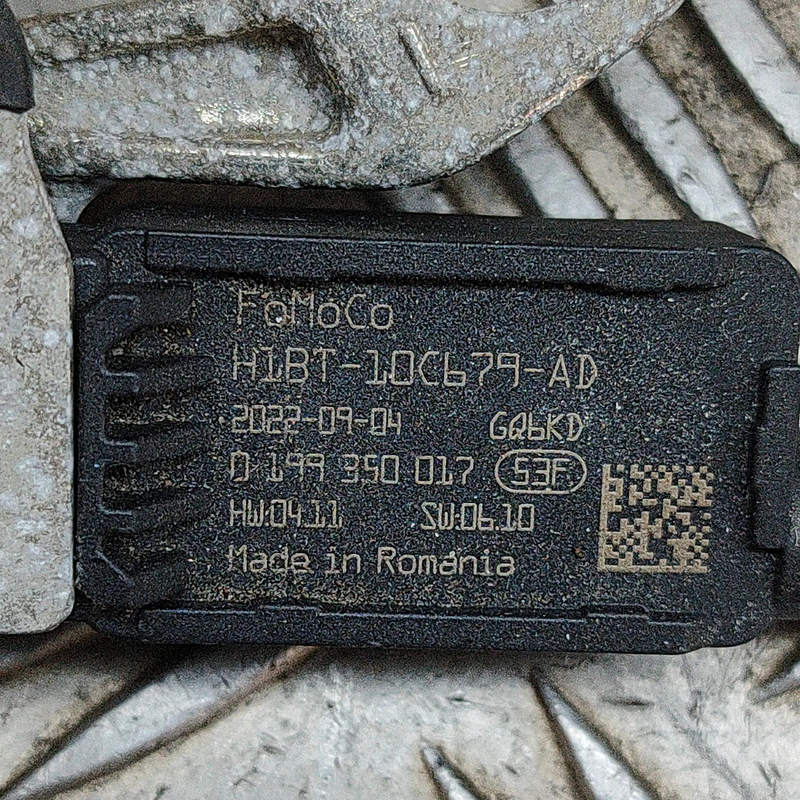 FoMoCo
H1BT-10C679-AD
2022-09-04 GQ6KD
0 199 350 017 53F
HW:04.11 SW:06.10
Made in Romania